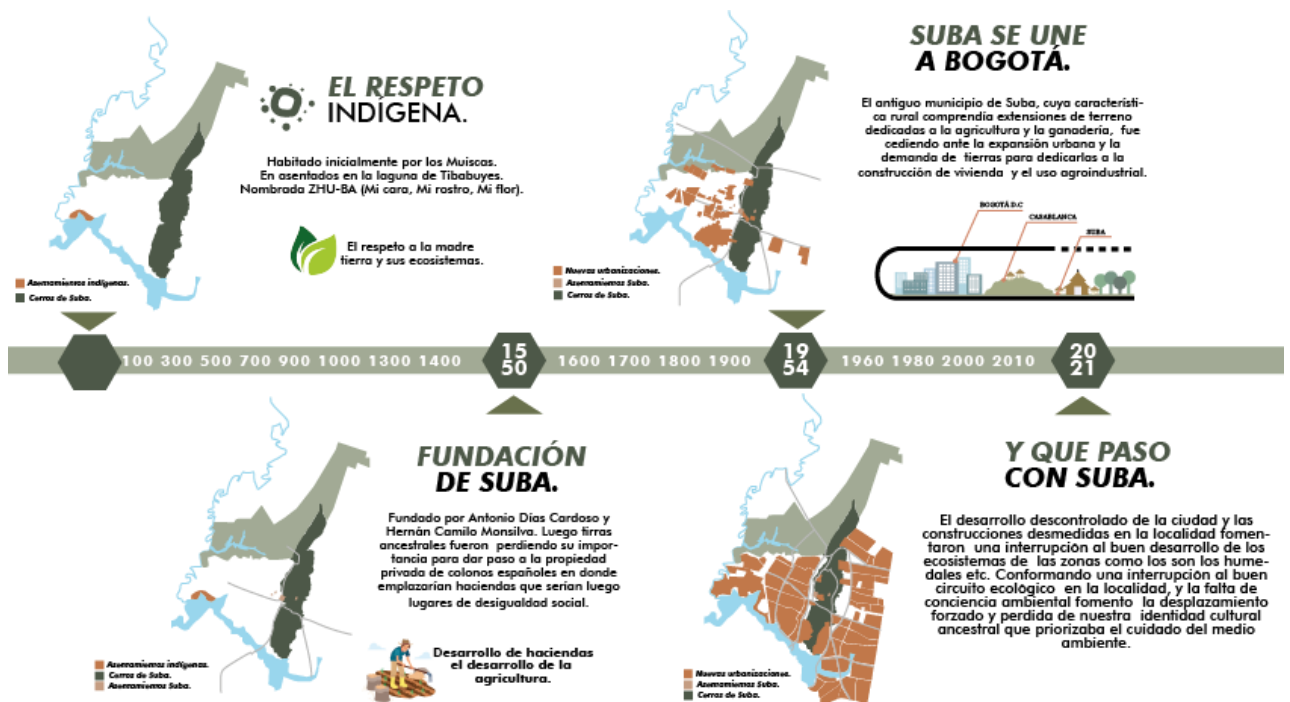 EL RESPETO
INDÍGENA.
Habitado inicialmente por los Muiscas.
En asentados en la laguna de Tibabuyes.
Nombrada ZHU-BA (Mi cara, Mi rostro, Mi flor).
El respeto a la madre
tierra y sus ecosistemas.
Asentamientos indígenas.
Cerros de Suba.
SUBA SE UNE
A BOGOTÁ.
El antiguo municipio de Suba, cuya característi-
ca rural comprendía extensiones de terreno
dedicadas a la agricultura y la ganadería, fue
cediendo ante la expansión urbana y la
demanda de tierras para dedicarlas a la
construcción de vivienda y el uso agroindustrial.
BOGOTÁ D.C
CASABLANCA
SUBA
Nuevas urbanizaciones.
Asentamientos Suba.
Cerros de Suba.
100 300 500 700 900 1000 1300 1400
15
50
1600 1700 1800 1900
19
54
1960 1980 2000 2010
20
21
FUNDACIÓN
DE SUBA.
Fundado por Antonio Días Cardoso y
Hernán Camilo Monsilva. Luego tirras
ancestrales fueron perdiendo su impor-
tancia para dar paso a la propiedad
privada de colonos españoles en donde
emplazarían haciendas que serían luego
lugares de desigualdad social.
Desarrollo de haciendas
el desarrollo de la
agricultura.
Asentamientos indígenas.
Cerros de Suba.
Asentamientos Suba.
Y QUE PASO
CON SUBA.
El desarrollo descontrolado de la ciudad y las
construcciones desmedidas en la localidad fomen-
taron una interrupción al buen desarrollo de los
ecosistemas de las zonas como los son los hume-
dales etc. Conformando una interrupción al buen
circuito ecológico en la localidad, y la falta de
conciencia ambiental fomento la desplazamiento
forzado y perdida de nuestra identidad cultural
ancestral que priorizaba el cuidado del medio
ambiente.
Nuevas urbanizaciones.
Asentamientos Suba.
Cerros de Suba.